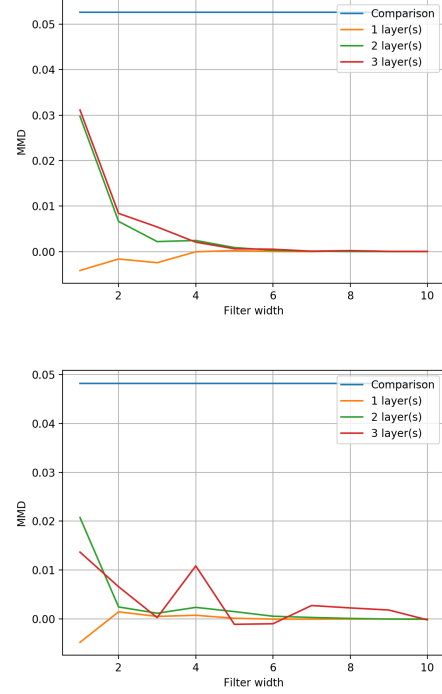 0.05
0.04
0.03
0.02
0.01
0.00
MMD
2
4
6
8
10
Filter width
Comparison
1 layer(s)
2 layer(s)
3 layer(s)
0.05
0.04
0.03
0.02
0.01
0.00
MMD
2
4
6
8
10
Filter width
Comparison
1 layer(s)
2 layer(s)
3 layer(s)